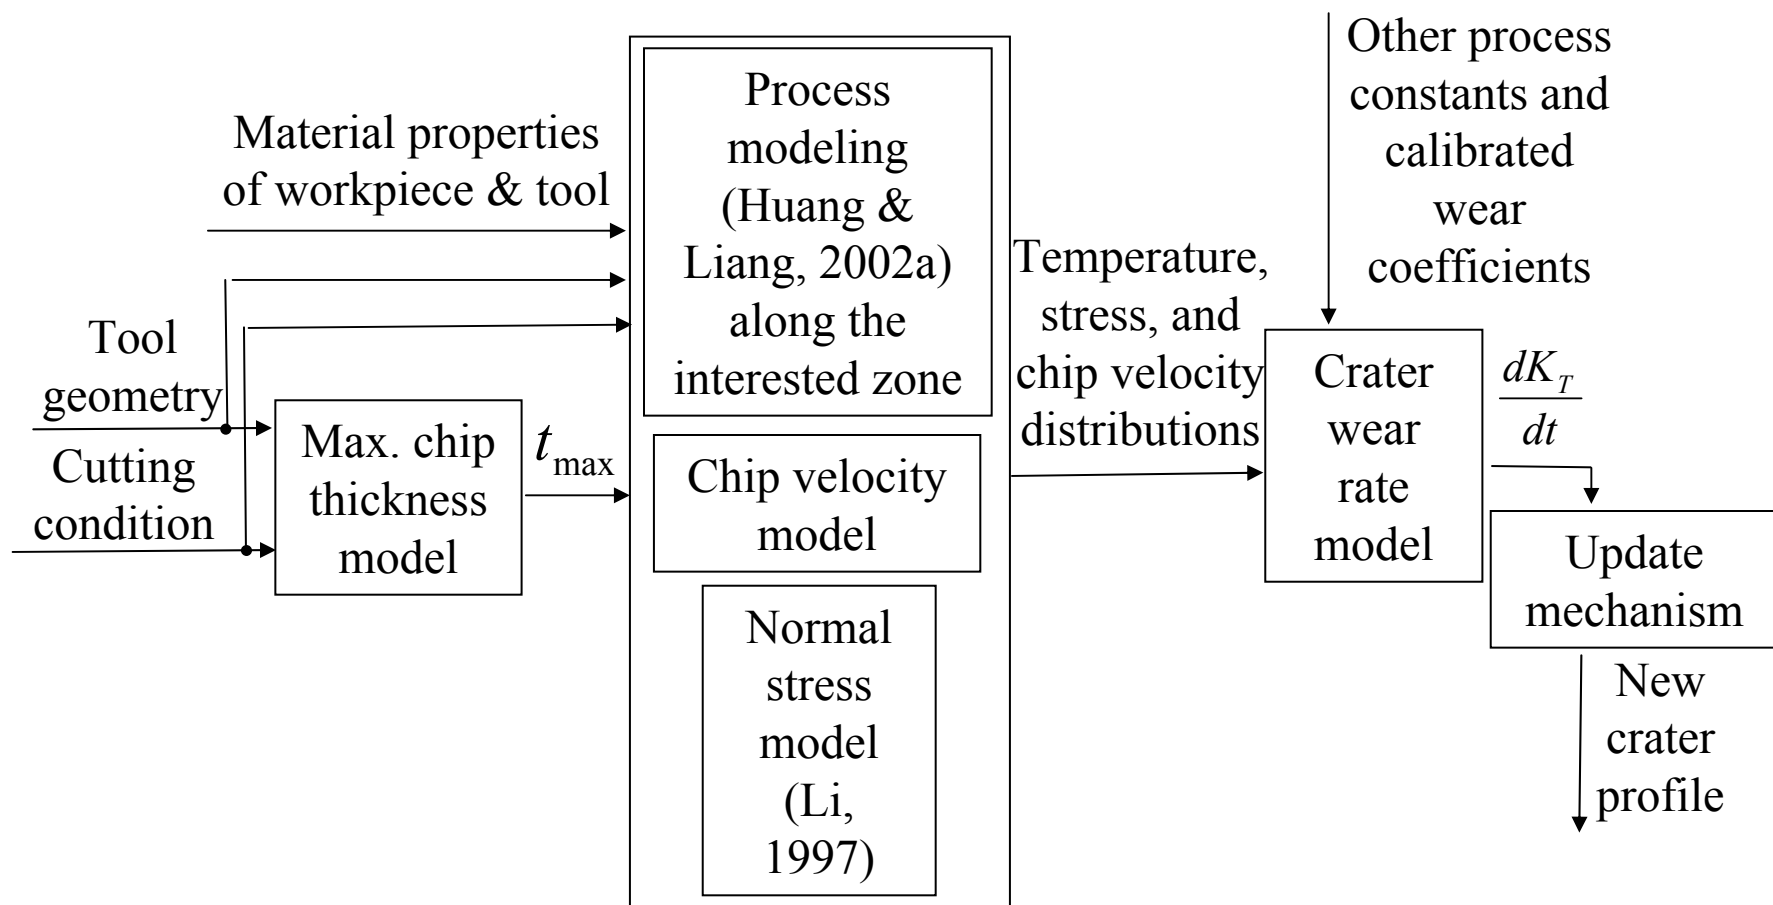 Material properties
of workpiece & tool
Tool
geometry
Cutting
condition
Max. chip
thickness
model
t_max
Process
modeling
(Huang &
Liang, 2002a)
along the
interested zone
Chip velocity
model
Normal
stress
model
(Li,
1997)
Temperature,
stress, and
chip velocity
distributions
Other process
constants and
calibrated
wear
coefficients
Crater
wear
rate
model
dK_T
dt
Update
mechanism
New
crater
profile